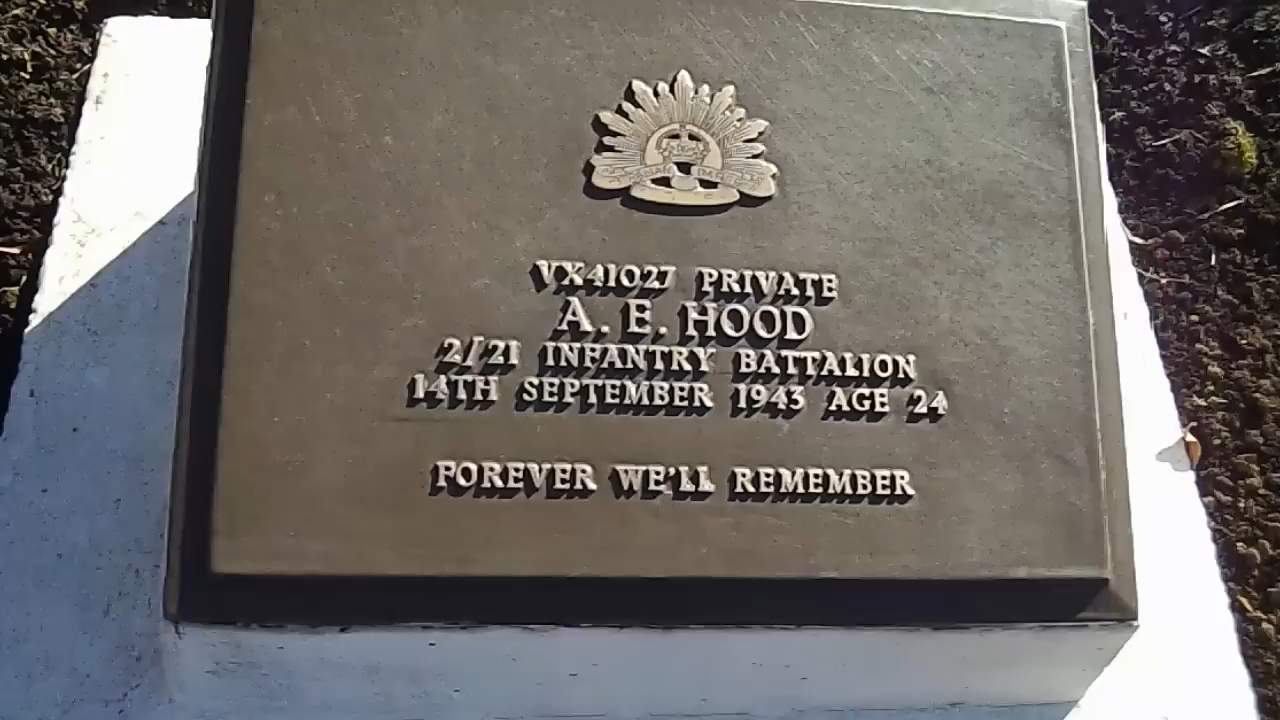 VX41027 PRIVATE
A. E. HOOD
2/21 INFANTRY BATTALION
14TH SEPTEMBER 1943 AGE 24
FOREVER WE'LL REMEMBER